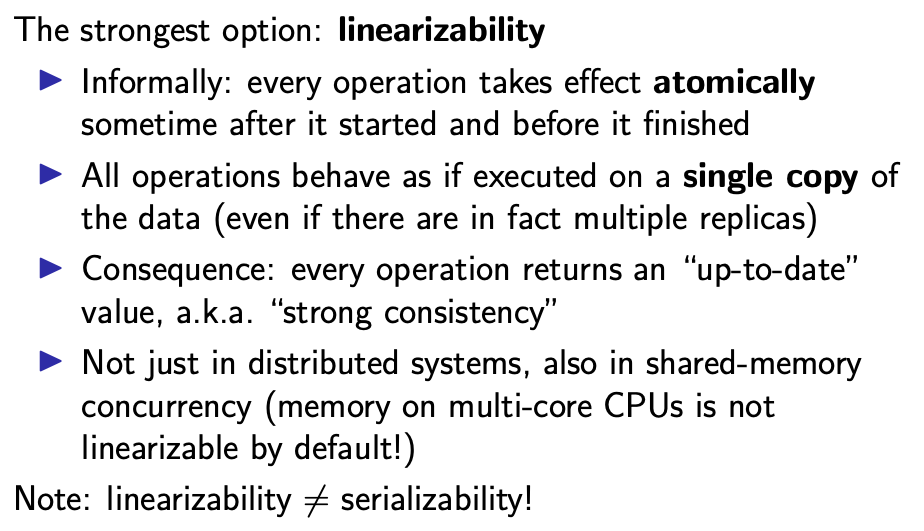 The strongest option: linearizability
▶ Informally: every operation takes effect atomically
sometime after it started and before it finished
▶ All operations behave as if executed on a single copy of
the data (even if there are in fact multiple replicas)
▶ Consequence: every operation returns an “up-to-date”
value, a.k.a. “strong consistency”
▶ Not just in distributed systems, also in shared-memory
concurrency (memory on multi-core CPUs is not
linearizable by default!)
Note: linearizability ≠ serializability!